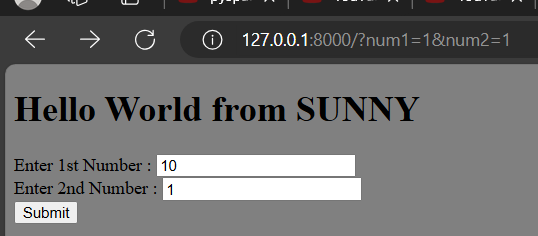 127.0.0.1:8000/?num1=1&num2=1
Hello World from SUNNY
Enter 1st Number : 10
Enter 2nd Number : 1
Submit